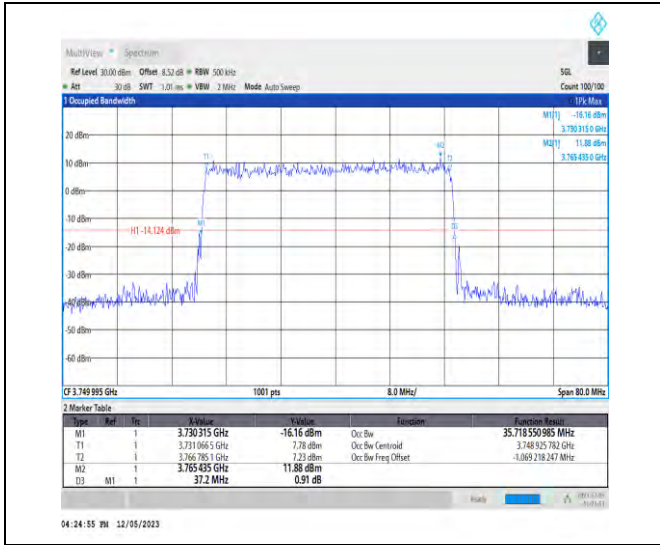 MultiView Spectrum
Ref Level 30.00 dBm Offset 8.52 dB RBW 500 kHz SGL
Att 30 dB SWT 1.01 ms VBW 2 MHz Mode Auto Sweep Count 100/100
1 Occupied Bandwidth 1Pk Max
M1[1] -16.16 dBm
3.730 315 0 GHz
M2[1] 11.88 dBm
3.765 435 0 GHz
20 dBm
M2
T1 T2
10 dBm
0 dBm
-10 dBm
M1 D3
H1 -14.124 dBm
-20 dBm
-30 dBm
-40 dBm
-50 dBm
-60 dBm
CF 3.749 995 GHz 1001 pts 8.0 MHz/ Span 80.0 MHz
2 Marker Table
Type Ref Trc X-Value Y-Value Function Function Result
M1 1 3.730 315 GHz -16.16 dBm Occ Bw 35.718 550 985 MHz
T1 1 3.731 066 5 GHz 7.78 dBm Occ Bw Centroid 3.748 925 782 GHz
T2 1 3.766 785 1 GHz 7.23 dBm Occ Bw Freq Offset -1.069 218 247 MHz
M2 1 3.765 435 GHz 11.88 dBm
D3 M1 1 37.2 MHz 0.91 dB
Ready
04:24:55 PM 12/05/2023